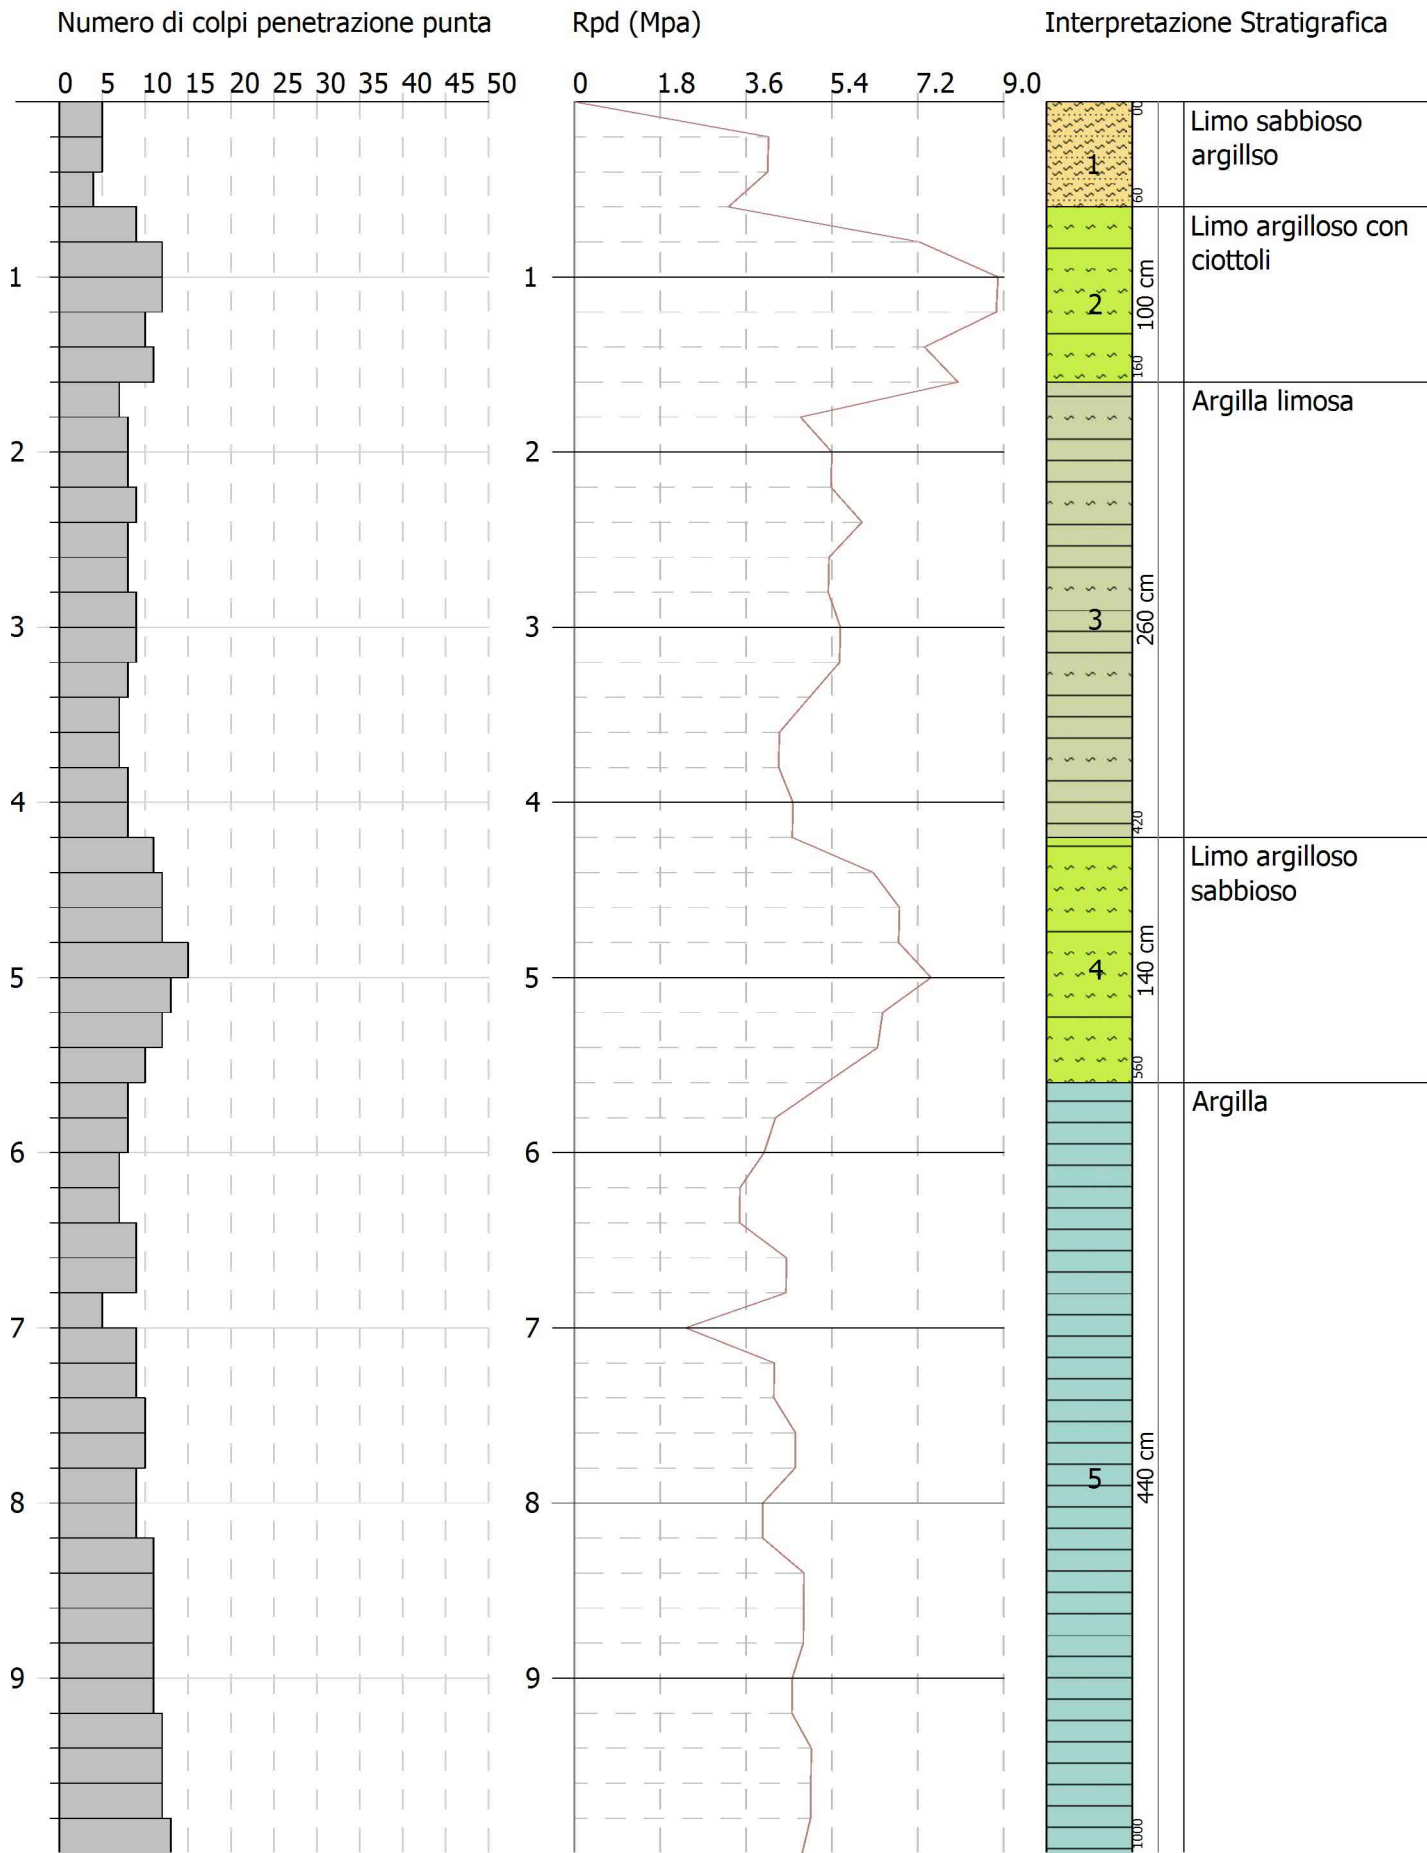 Numero di colpi penetrazione punta
Rpd (Mpa)
Interpretazione Stratigrafica
0 5 10 15 20 25 30 35 40 45 50
0 1.8 3.6 5.4 7.2 9.0
00
1
60
Limo sabbioso
argillso
1
1
2
100 cm
160
Limo argilloso con
ciottoli
2
2
3
3
4
4
3
260 cm
420
Argilla limosa
5
5
4
140 cm
560
Limo argilloso
sabbioso
6
6
7
7
8
8
9
9
5
440 cm
1000
Argilla